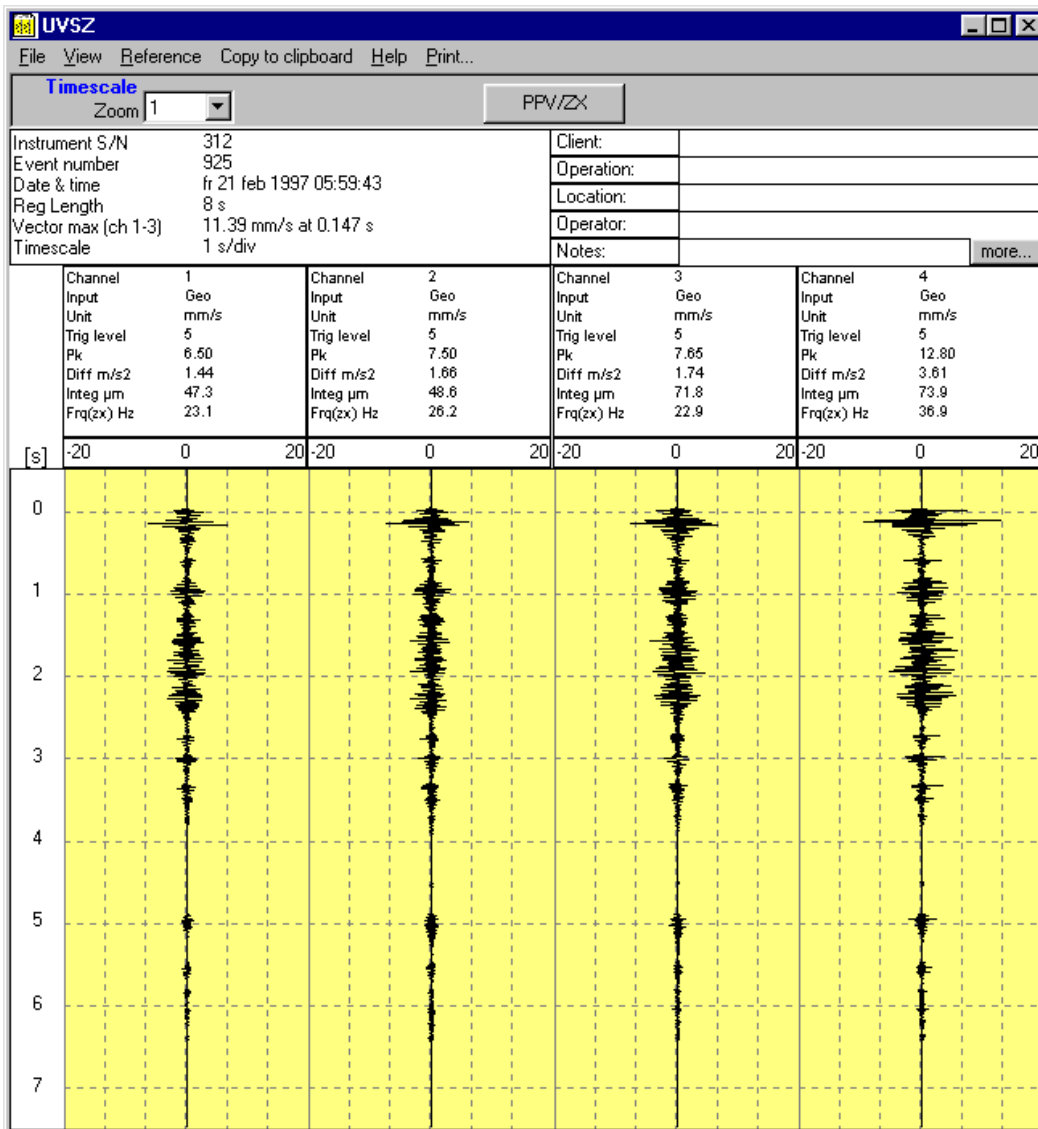 UVSZ
File View Reference Copy to clipboard Help Print...
Timescale
Zoom 1
PPV/ZX
Instrument S/N 312
Event number 925
Date & time fr 21 feb 1997 05:59:43
Reg Length 8 s
Vector max (ch 1-3) 11.39 mm/s at 0.147 s
Timescale 1 s/div
Client:
Operation:
Location:
Operator:
Notes: more...
Channel 1
Input Geo
Unit mm/s
Trig level 5
Pk 6.50
Diff m/s2 1.44
Integ µm 47.3
Frq(zx) Hz 23.1
Channel 2
Input Geo
Unit mm/s
Trig level 5
Pk 7.50
Diff m/s2 1.66
Integ µm 48.6
Frq(zx) Hz 26.2
Channel 3
Input Geo
Unit mm/s
Trig level 5
Pk 7.65
Diff m/s2 1.74
Integ µm 71.8
Frq(zx) Hz 22.9
Channel 4
Input Geo
Unit mm/s
Trig level 5
Pk 12.80
Diff m/s2 3.61
Integ µm 73.9
Frq(zx) Hz 36.9
[s] -20 0 20 -20 0 20 -20 0 20 -20 0 20
0
1
2
3
4
5
6
7